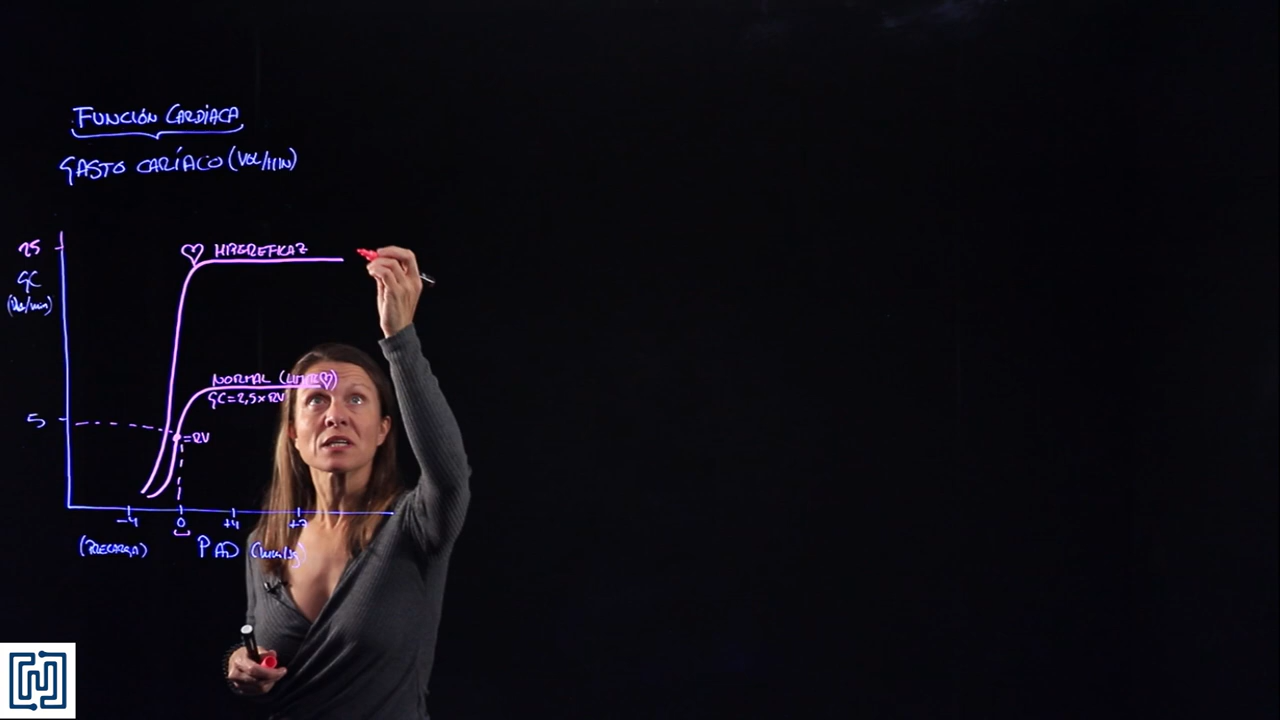 FUNCIÓN CARDÍACA
GASTO CARÍACO (VOL/MIN)
25
HIPEREFICAZ
GC
NORMAL
GC = 2,5 x RV
5
= RV
-4 0 +4
(PRECARGA) PAD